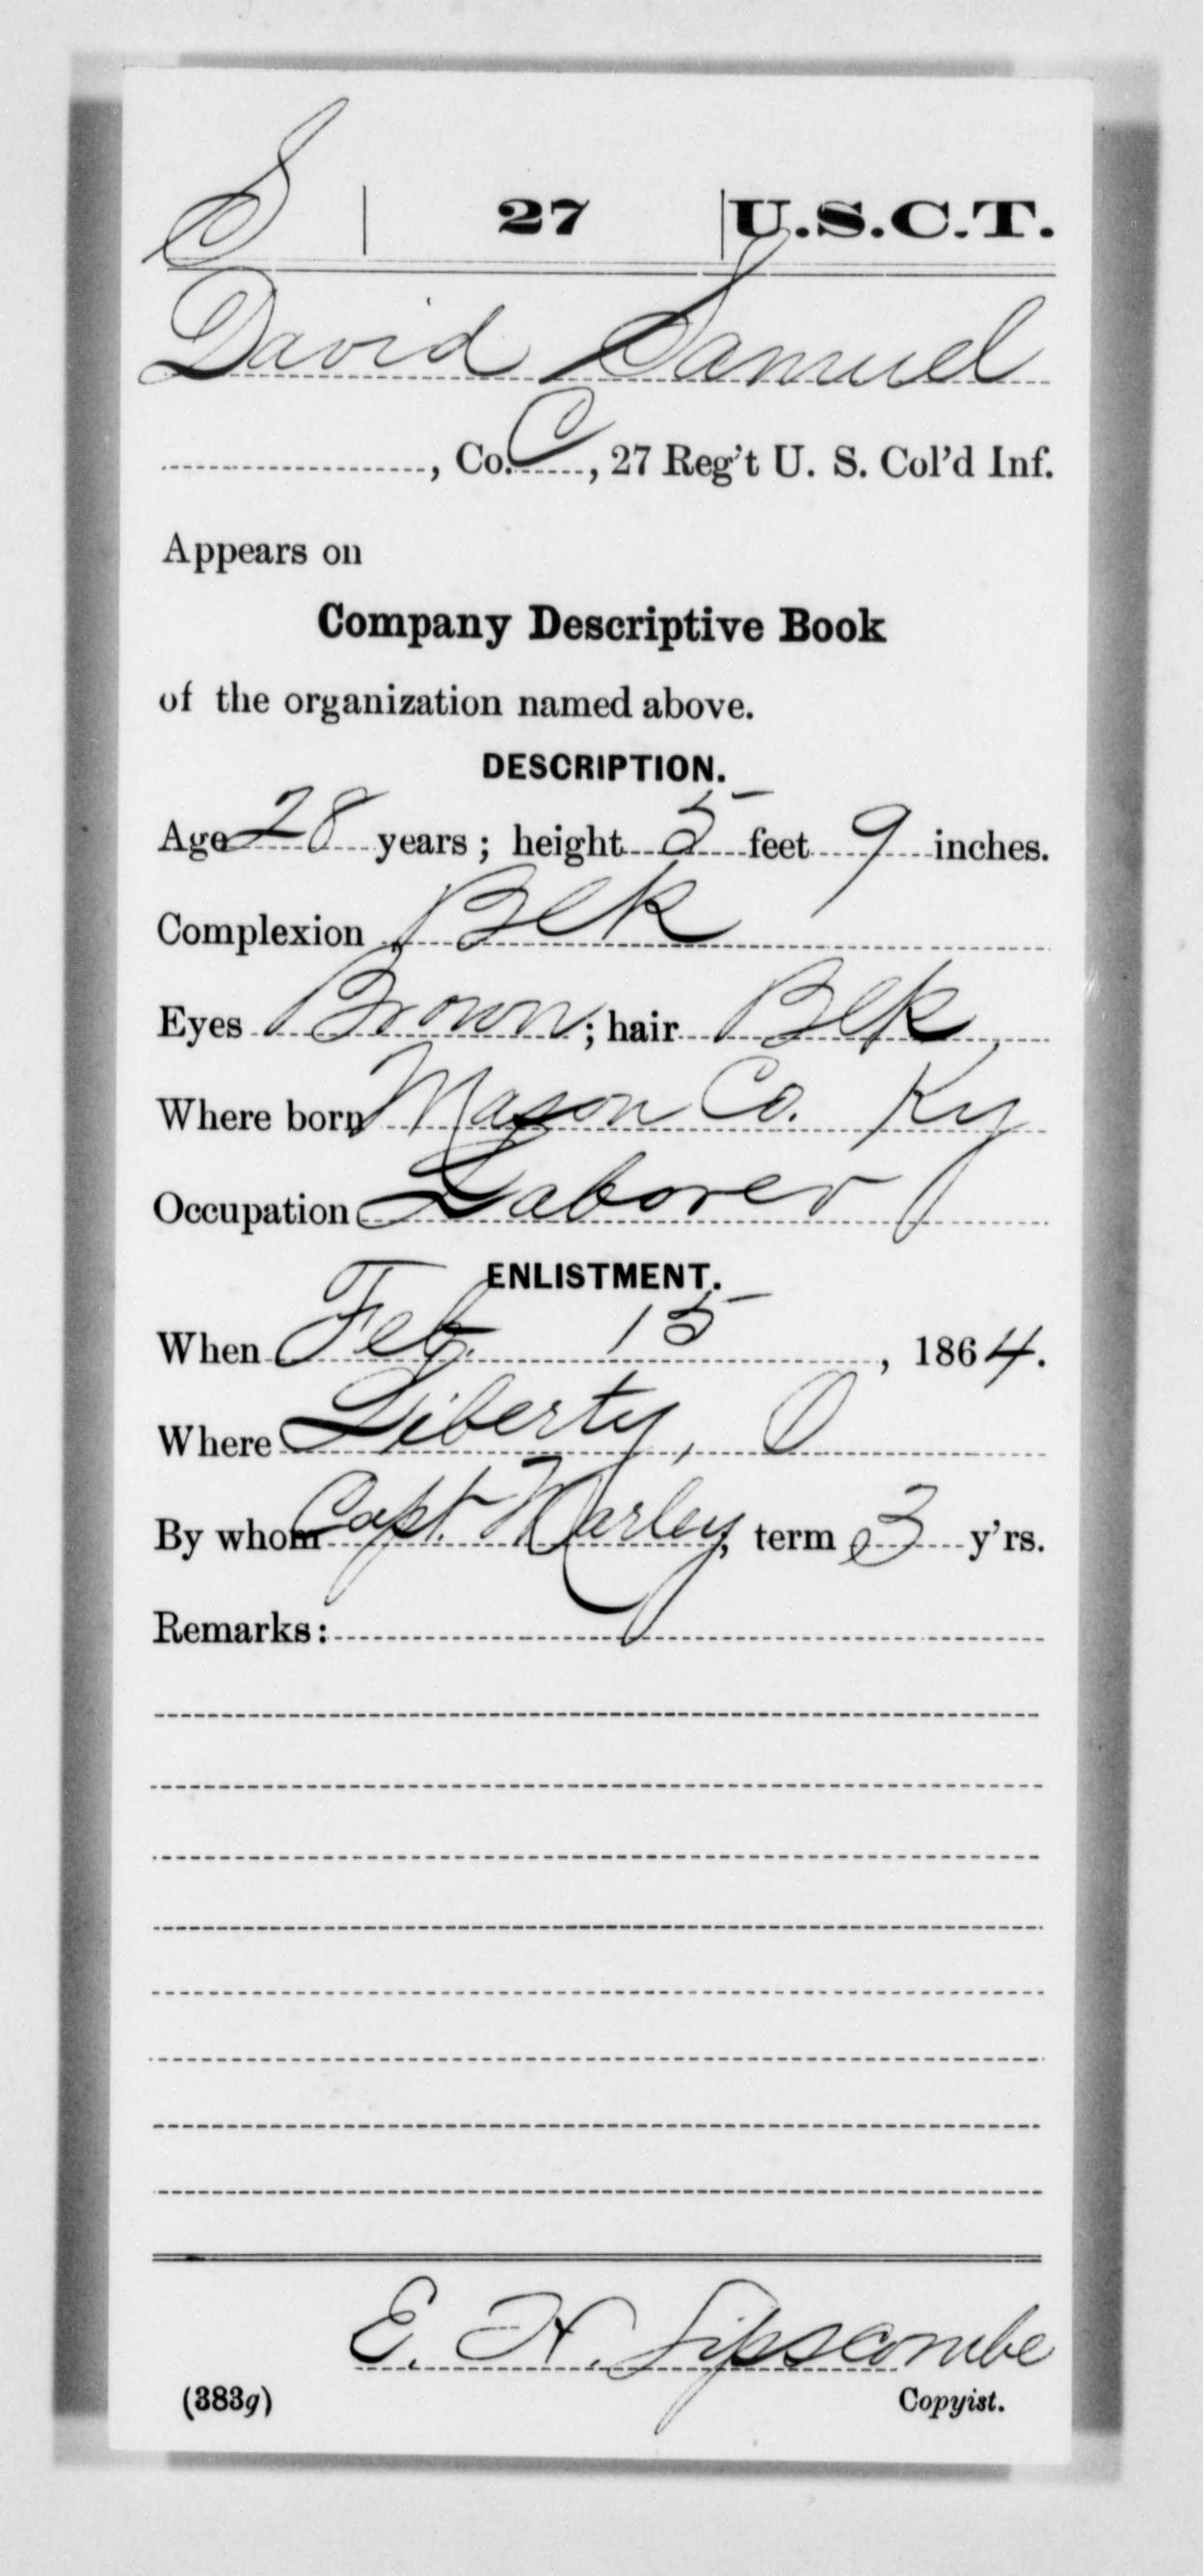 S | 27 | U.S.C.T.
David Samuel
, Co. C, 27 Reg't U. S. Col'd Inf.
Appears on
Company Descriptive Book
of the organization named above.
DESCRIPTION.
Age 28 years; height 5 feet 9 inches.
Complexion Blk
Eyes Brown; hair Blk
Where born Mason Co. Ky
Occupation Laborer
ENLISTMENT.
When Feb. 15, 1864.
Where Liberty, O
By whom Capt. Marley, term 3 y'rs.
Remarks:
E. H. Lipscombe
(383g) Copyist.